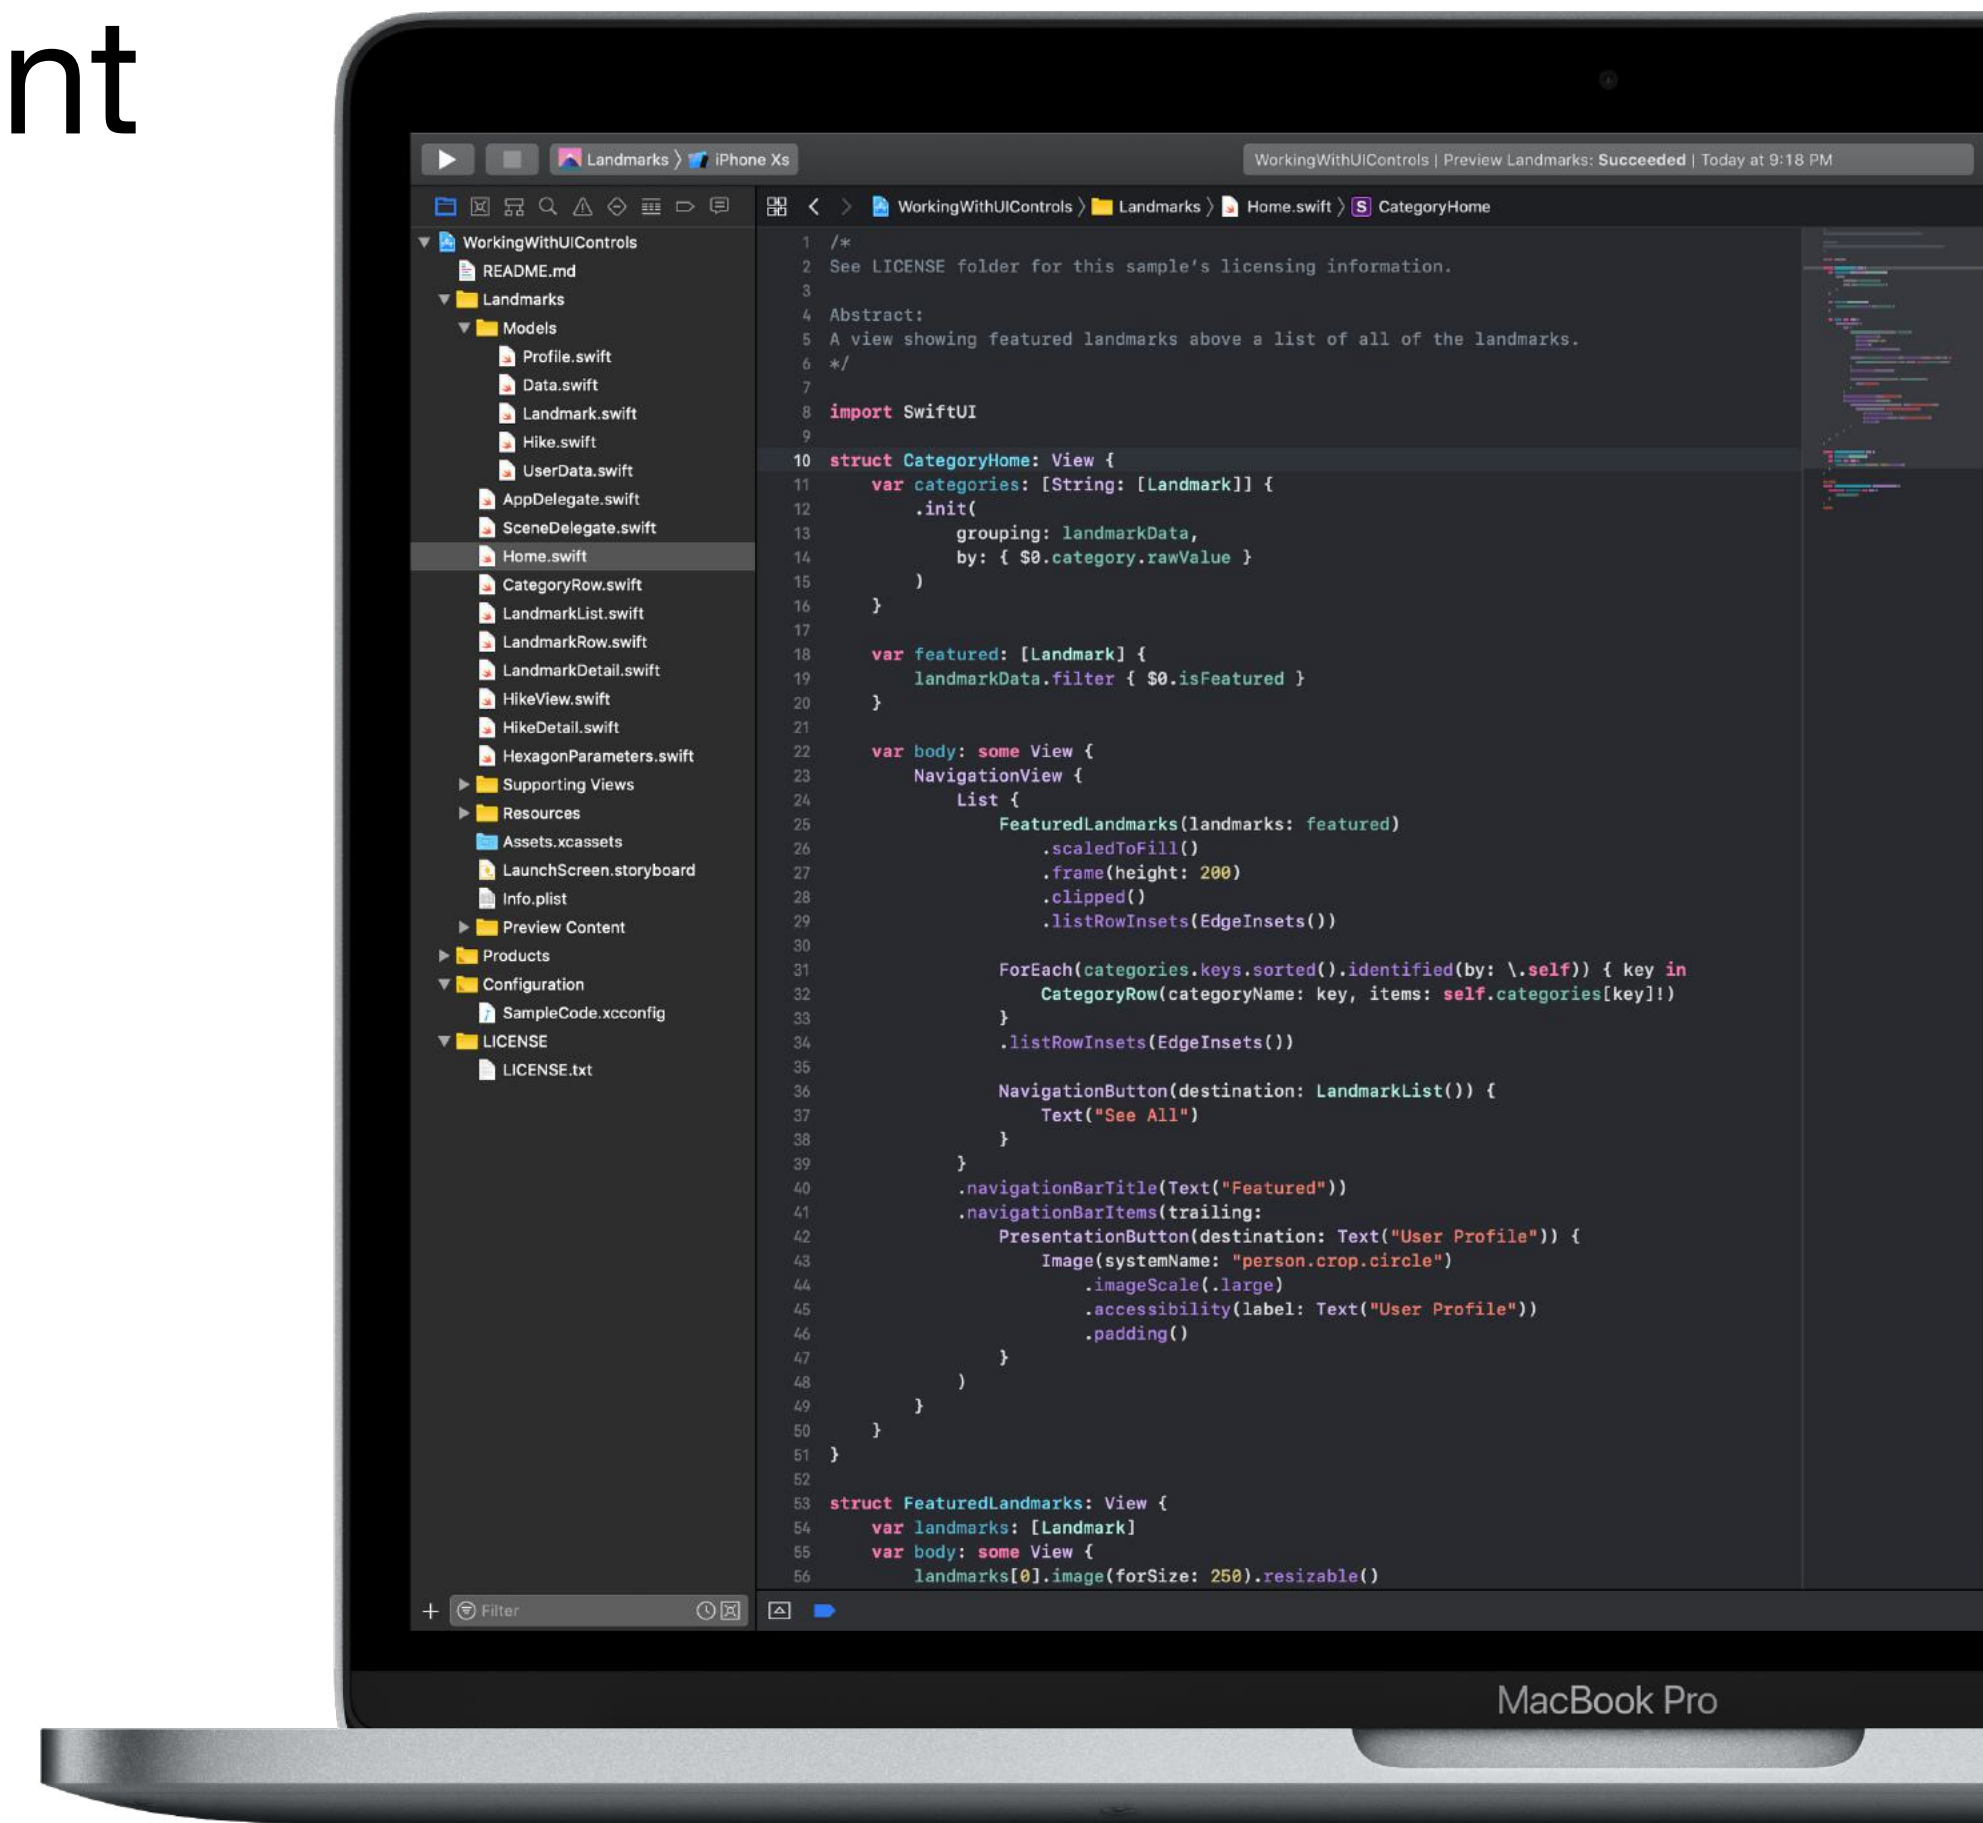 nt
Landmarks 〉 iPhone Xs
WorkingWithUIControls | Preview Landmarks: Succeeded | Today at 9:18 PM
WorkingWithUIControls 〉 Landmarks 〉 Home.swift 〉 S CategoryHome
WorkingWithUIControls
README.md
Landmarks
Models
Profile.swift
Data.swift
Landmark.swift
Hike.swift
UserData.swift
AppDelegate.swift
SceneDelegate.swift
Home.swift
CategoryRow.swift
LandmarkList.swift
LandmarkRow.swift
LandmarkDetail.swift
HikeView.swift
HikeDetail.swift
HexagonParameters.swift
Supporting Views
Resources
Assets.xcassets
LaunchScreen.storyboard
Info.plist
Preview Content
Products
Configuration
SampleCode.xcconfig
LICENSE
LICENSE.txt
Filter
1 /*
2 See LICENSE folder for this sample’s licensing information.
3
4 Abstract:
5 A view showing featured landmarks above a list of all of the landmarks.
6 */
7
8 import SwiftUI
9
10 struct CategoryHome: View {
11     var categories: [String: [Landmark]] {
12         .init(
13             grouping: landmarkData,
14             by: { $0.category.rawValue }
15         )
16     }
17
18     var featured: [Landmark] {
19         landmarkData.filter { $0.isFeatured }
20     }
21
22     var body: some View {
23         NavigationView {
24             List {
25                 FeaturedLandmarks(landmarks: featured)
26                     .scaledToFill()
27                     .frame(height: 200)
28                     .clipped()
29                     .listRowInsets(EdgeInsets())
30
31                 ForEach(categories.keys.sorted().identified(by: \.self)) { key in
32                     CategoryRow(categoryName: key, items: self.categories[key]!)
33                 }
34                 .listRowInsets(EdgeInsets())
35
36                 NavigationButton(destination: LandmarkList()) {
37                     Text("See All")
38                 }
39             }
40             .navigationBarTitle(Text("Featured"))
41             .navigationBarItems(trailing:
42                 PresentationButton(destination: Text("User Profile")) {
43                     Image(systemName: "person.crop.circle")
44                         .imageScale(.large)
45                         .accessibility(label: Text("User Profile"))
46                         .padding()
47                 }
48             )
49         }
50     }
51 }
52
53 struct FeaturedLandmarks: View {
54     var landmarks: [Landmark]
55     var body: some View {
56         landmarks[0].image(forSize: 250).resizable()
MacBook Pro